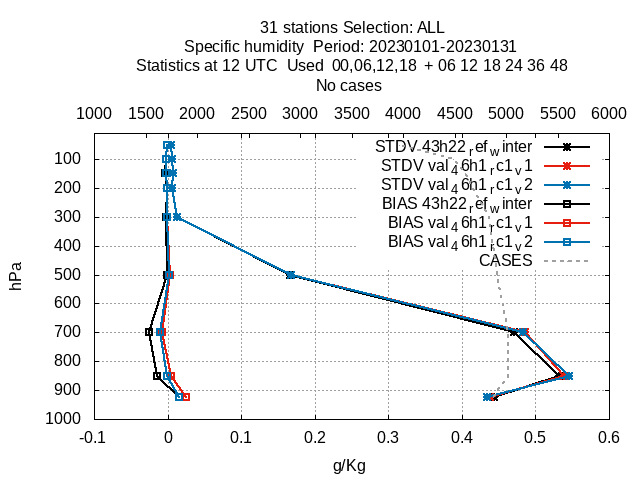 31 stations Selection: ALL
Specific humidity  Period: 20230101-20230131
Statistics at 12 UTC  Used  00,06,12,18  + 06 12 18 24 36 48
No cases
1000 1500 2000 2500 3000 3500 4000 4500 5000 5500 6000
STDV 43h22_ref_winter
STDV val_46h1_rc1_v1
STDV val_46h1_rc1_v2
BIAS 43h22_ref_winter
BIAS val_46h1_rc1_v1
BIAS val_46h1_rc1_v2
CASES
100
200
300
400
500
600
700
800
900
1000
hPa
-0.1 0 0.1 0.2 0.3 0.4 0.5 0.6
g/Kg